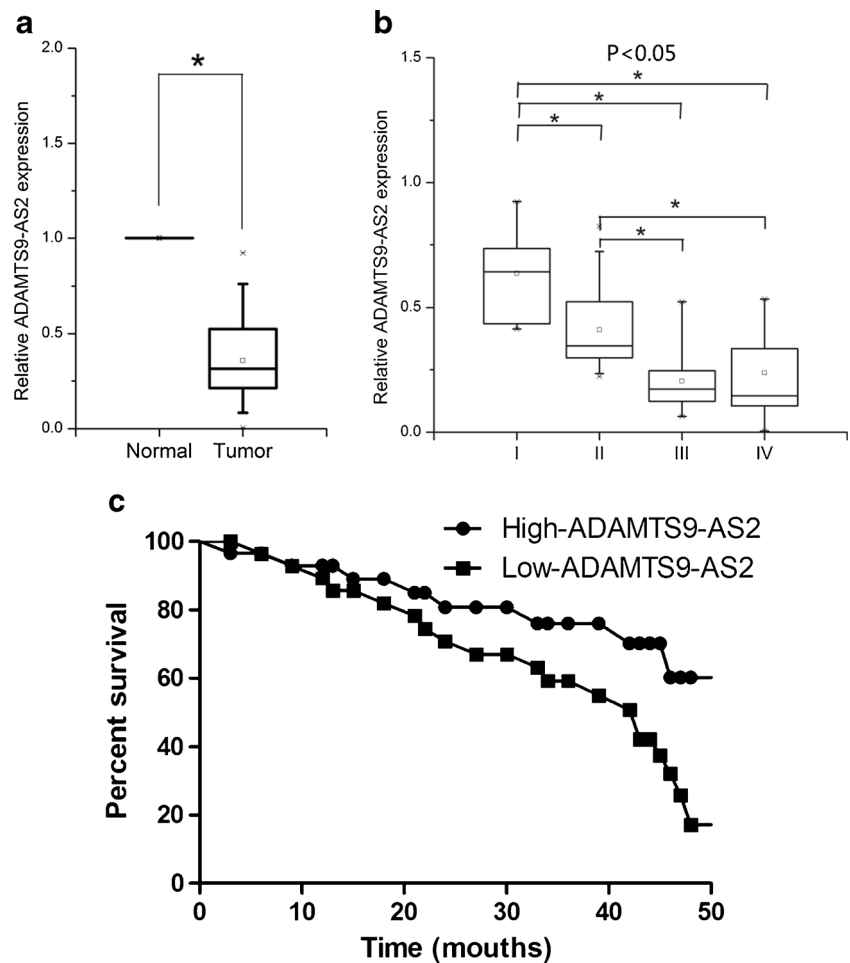 a
2.0
1.5
1.0
0.5
0.0
Relative ADAMTS9-AS2 expression
*
Normal Tumor
b
1.5
1.0
0.5
0.0
Relative ADAMTS9-AS2 expression
P<0.05
*
*
*
*
*
I II III IV
c
High-ADAMTS9-AS2
Low-ADAMTS9-AS2
100
80
60
40
20
0
Percent survival
0 10 20 30 40 50
Time (mouths)